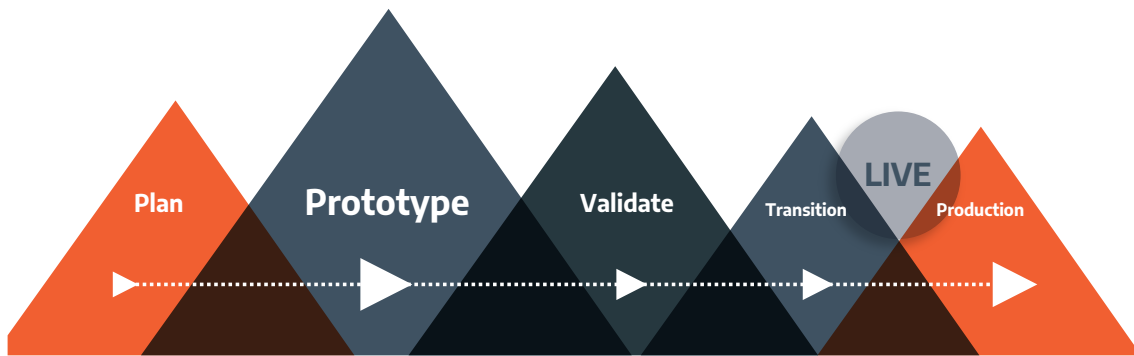 Plan
Prototype
Validate
Transition
LIVE
Production